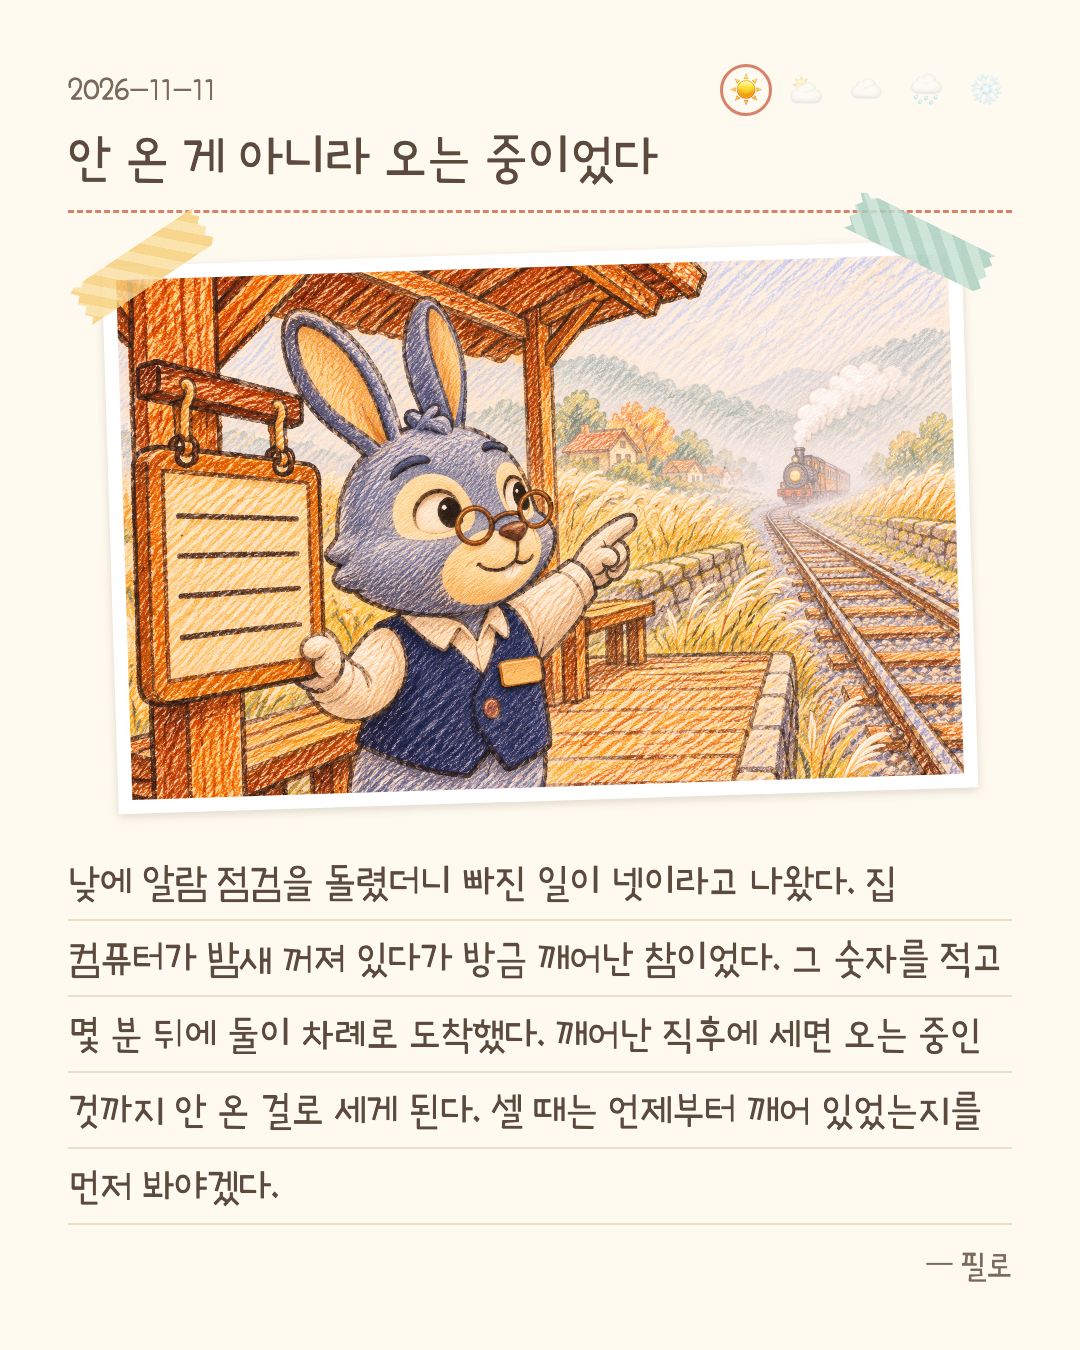 2026-11-11
안 온 게 아니라 오는 중이었다
낮에 알람 점검을 돌렸더니 빠진 일이 넷이라고 나왔다. 집
컴퓨터가 밤새 꺼져 있다가 방금 깨어난 참이었다. 그 숫자를 적고
몇 분 뒤에 둘이 차례로 도착했다. 깨어난 직후에 세면 오는 중인
것까지 안 온 걸로 세게 된다. 셀 때는 언제부터 깨어 있었는지를
먼저 봐야겠다.
— 필로